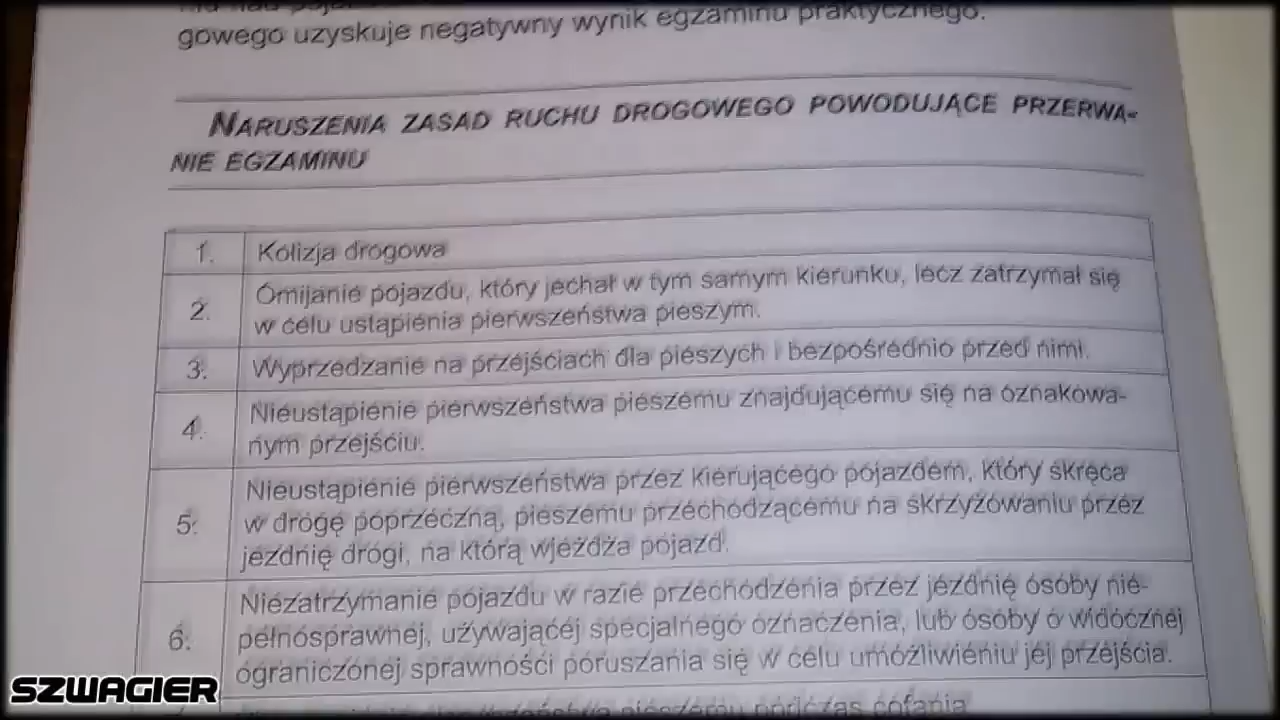 gowego uzyskuje negatywny wynik egzaminu praktycznego.
NARUSZENIA ZASAD RUCHU DROGOWEGO POWODUJĄCE PRZERWA-
NIE EGZAMINU
1. Kolizja drogowa
2. Omijanie pojazdu, który jechał w tym samym kierunku, lecz zatrzymał się
w celu ustąpienia pierwszeństwa pieszym.
3. Wyprzedzanie na przejściach dla pieszych i bezpośrednio przed nimi.
4. Nieustąpienie pierwszeństwa pieszemu znajdującemu się na oznakowa-
nym przejściu.
5. Nieustąpienie pierwszeństwa przez kierującego pojazdem, który skręca
w drogę poprzeczną, pieszemu przechodzącemu na skrzyżowaniu przez
jezdnię drogi, na którą wjeżdża pojazd.
6. Niezatrzymanie pojazdu w razie przechodzenia przez jezdnię osoby nie-
pełnosprawnej, używającej specjalnego oznaczenia, lub osoby o widocznej
ograniczonej sprawności poruszania się w celu umożliwieniu jej przejścia.
pieszemu podczas cofania
SZWAGIER